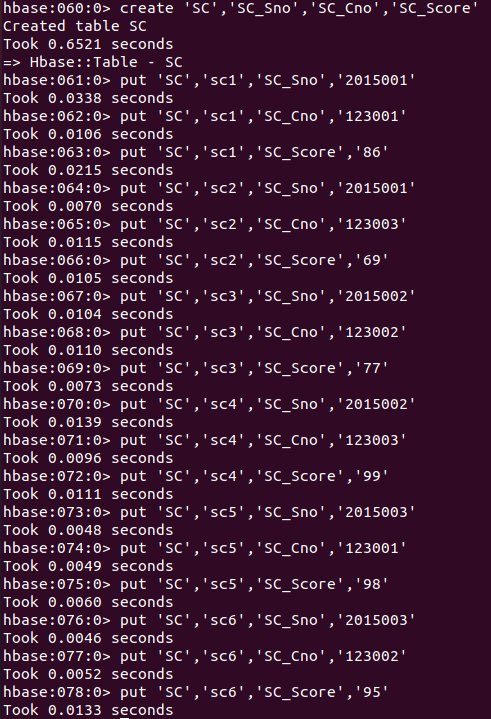 hbase:060:0> create 'SC','SC_Sno','SC_Cno','SC_Score'
Created table SC
Took 0.6521 seconds
=> Hbase::Table - SC
hbase:061:0> put 'SC','sc1','SC_Sno','2015001'
Took 0.0338 seconds
hbase:062:0> put 'SC','sc1','SC_Cno','123001'
Took 0.0106 seconds
hbase:063:0> put 'SC','sc1','SC_Score','86'
Took 0.0215 seconds
hbase:064:0> put 'SC','sc2','SC_Sno','2015001'
Took 0.0070 seconds
hbase:065:0> put 'SC','sc2','SC_Cno','123003'
Took 0.0115 seconds
hbase:066:0> put 'SC','sc2','SC_Score','69'
Took 0.0105 seconds
hbase:067:0> put 'SC','sc3','SC_Sno','2015002'
Took 0.0104 seconds
hbase:068:0> put 'SC','sc3','SC_Cno','123002'
Took 0.0110 seconds
hbase:069:0> put 'SC','sc3','SC_Score','77'
Took 0.0073 seconds
hbase:070:0> put 'SC','sc4','SC_Sno','2015002'
Took 0.0139 seconds
hbase:071:0> put 'SC','sc4','SC_Cno','123003'
Took 0.0096 seconds
hbase:072:0> put 'SC','sc4','SC_Score','99'
Took 0.0111 seconds
hbase:073:0> put 'SC','sc5','SC_Sno','2015003'
Took 0.0048 seconds
hbase:074:0> put 'SC','sc5','SC_Cno','123001'
Took 0.0049 seconds
hbase:075:0> put 'SC','sc5','SC_Score','98'
Took 0.0060 seconds
hbase:076:0> put 'SC','sc6','SC_Sno','2015003'
Took 0.0046 seconds
hbase:077:0> put 'SC','sc6','SC_Cno','123002'
Took 0.0052 seconds
hbase:078:0> put 'SC','sc6','SC_Score','95'
Took 0.0133 seconds